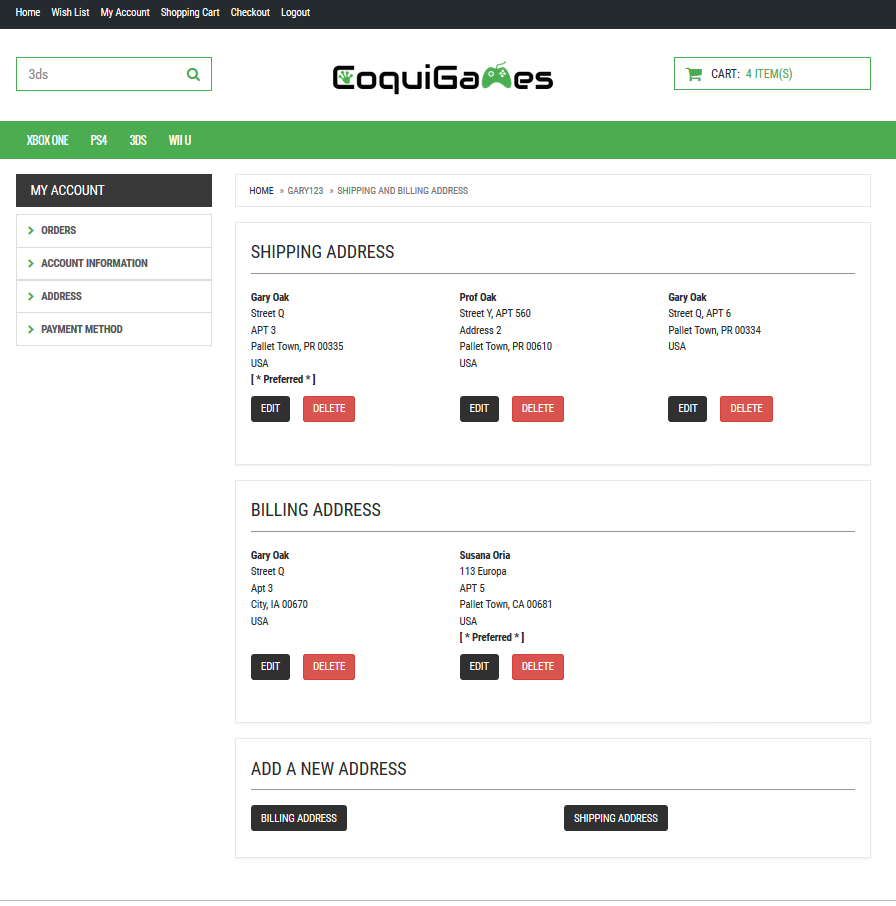 Home Wish List My Account Shopping Cart Checkout Logout
3ds
CoquiGames
CART: 4 ITEM(S)
XBOX ONE PS4 3DS WII U
MY ACCOUNT
ORDERS
ACCOUNT INFORMATION
ADDRESS
PAYMENT METHOD
HOME » GARY123 » SHIPPING AND BILLING ADDRESS
SHIPPING ADDRESS
Gary Oak
Street Q
APT 3
Pallet Town, PR 00335
USA
[ * Preferred * ]
EDIT DELETE
Prof Oak
Street Y, APT 560
Address 2
Pallet Town, PR 00610
USA
EDIT DELETE
Gary Oak
Street Q, APT 6
Pallet Town, PR 00334
USA
EDIT DELETE
BILLING ADDRESS
Gary Oak
Street Q
Apt 3
City, IA 00670
USA
EDIT DELETE
Susana Oria
113 Europa
APT 5
Pallet Town, CA 00681
USA
[ * Preferred * ]
EDIT DELETE
ADD A NEW ADDRESS
BILLING ADDRESS SHIPPING ADDRESS